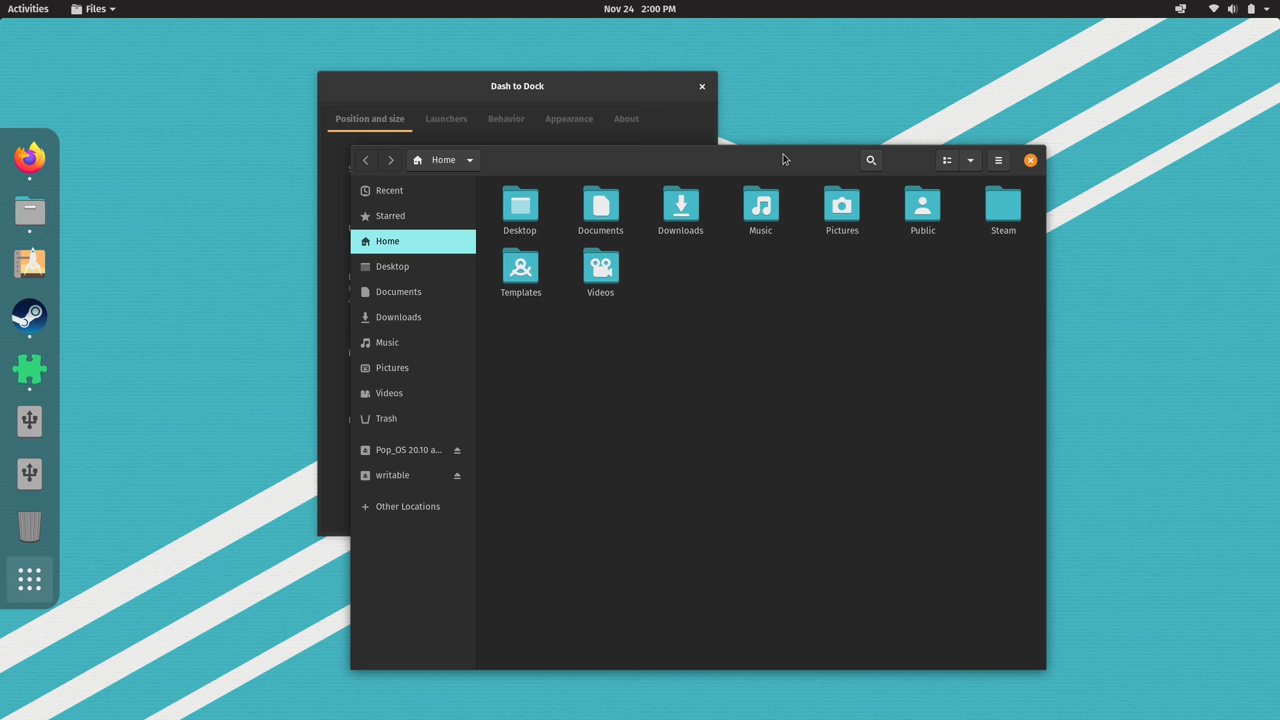 Activities Files Nov 24 2:00 PM
Dash to Dock
Position and size Launchers Behavior Appearance About
Home
Recent
Starred
Home
Desktop
Documents
Downloads
Music
Pictures
Videos
Trash
Pop_OS 20.10 a...
writable
Other Locations
Desktop Documents Downloads Music Pictures Public Steam
Templates Videos